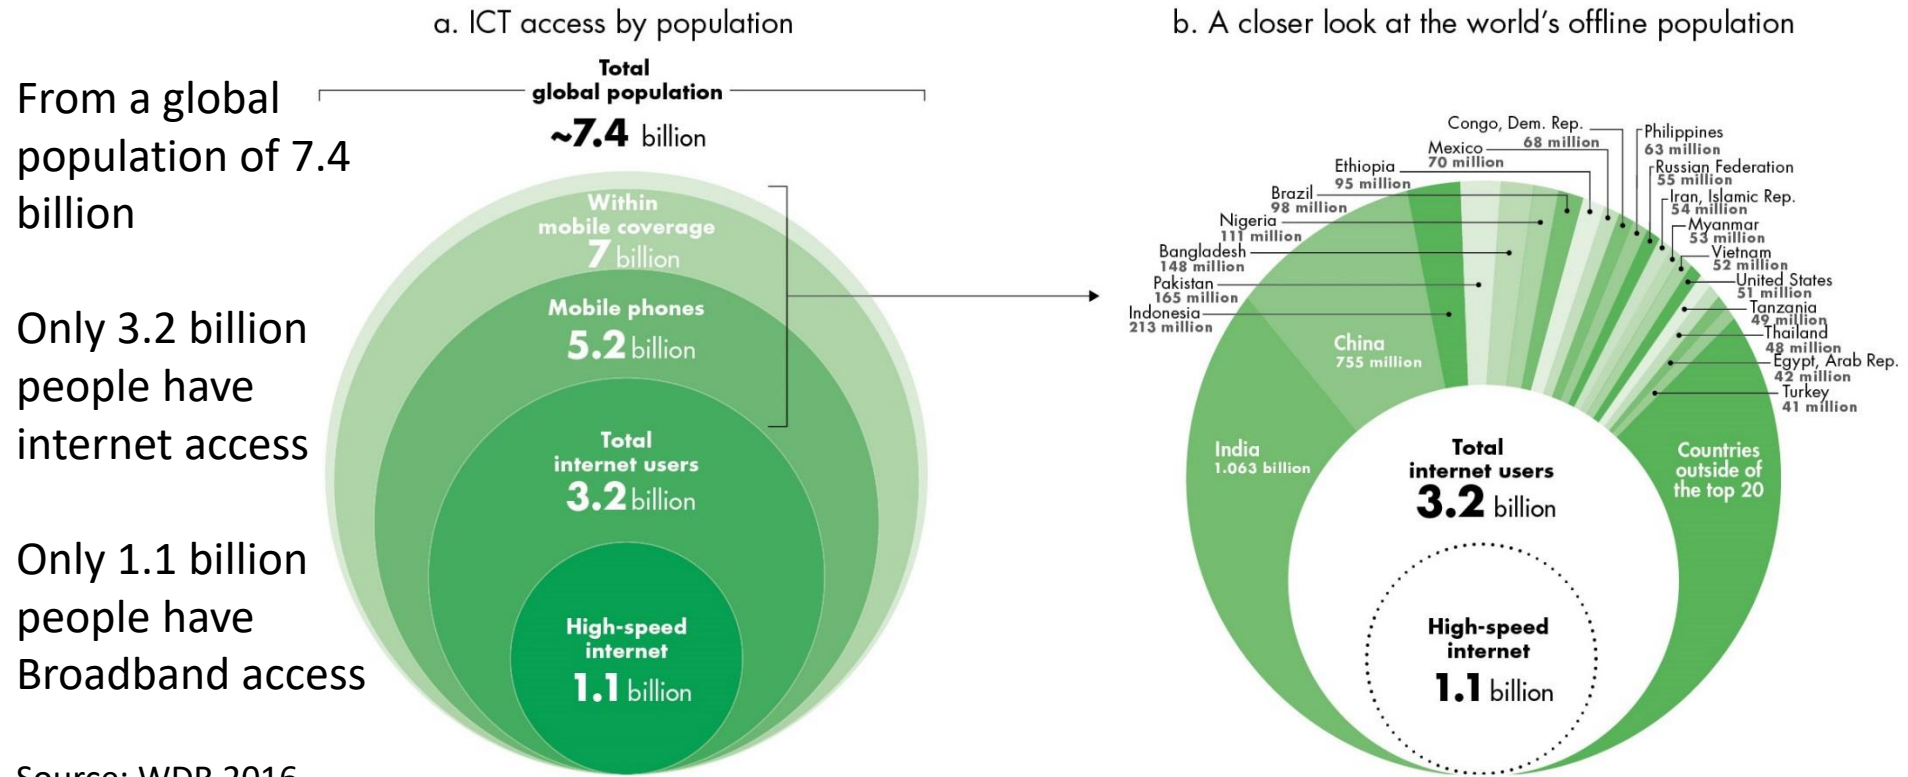 a. ICT access by population
b. A closer look at the world's offline population
From a global
population of 7.4
billion
Only 3.2 billion
people have
internet access
Only 1.1 billion
people have
Broadband access
Source: WDR 2016
Total
global population
~7.4 billion
Within
mobile coverage
7 billion
Mobile phones
5.2 billion
Total
internet users
3.2 billion
High-speed
internet
1.1 billion
Congo, Dem. Rep.
68 million
Mexico
70 million
Ethiopia
95 million
Brazil
98 million
Nigeria
111 million
Bangladesh
148 million
Pakistan
165 million
Indonesia
213 million
China
755 million
India
1.063 billion
Philippines
63 million
Russian Federation
55 million
Iran, Islamic Rep.
54 million
Myanmar
53 million
Vietnam
52 million
United States
51 million
Tanzania
49 million
Thailand
48 million
Egypt, Arab Rep.
42 million
Turkey
41 million
Countries
outside of
the top 20
Total
internet users
3.2 billion
High-speed
internet
1.1 billion